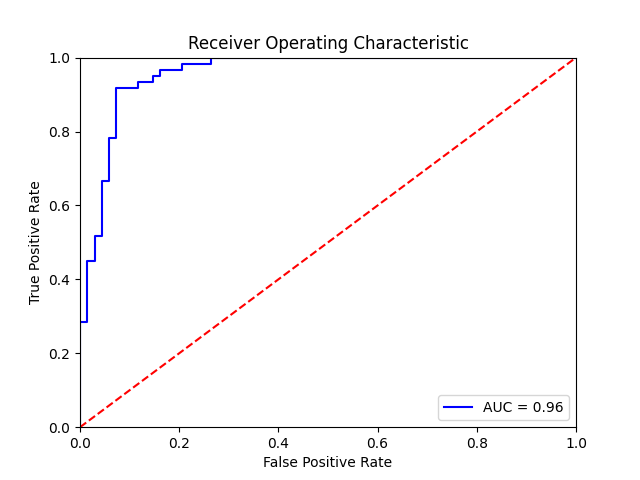 Receiver Operating Characteristic
1.0
0.8
0.6
0.4
0.2
0.0
True Positive Rate
AUC = 0.96
0.0 0.2 0.4 0.6 0.8 1.0
False Positive Rate